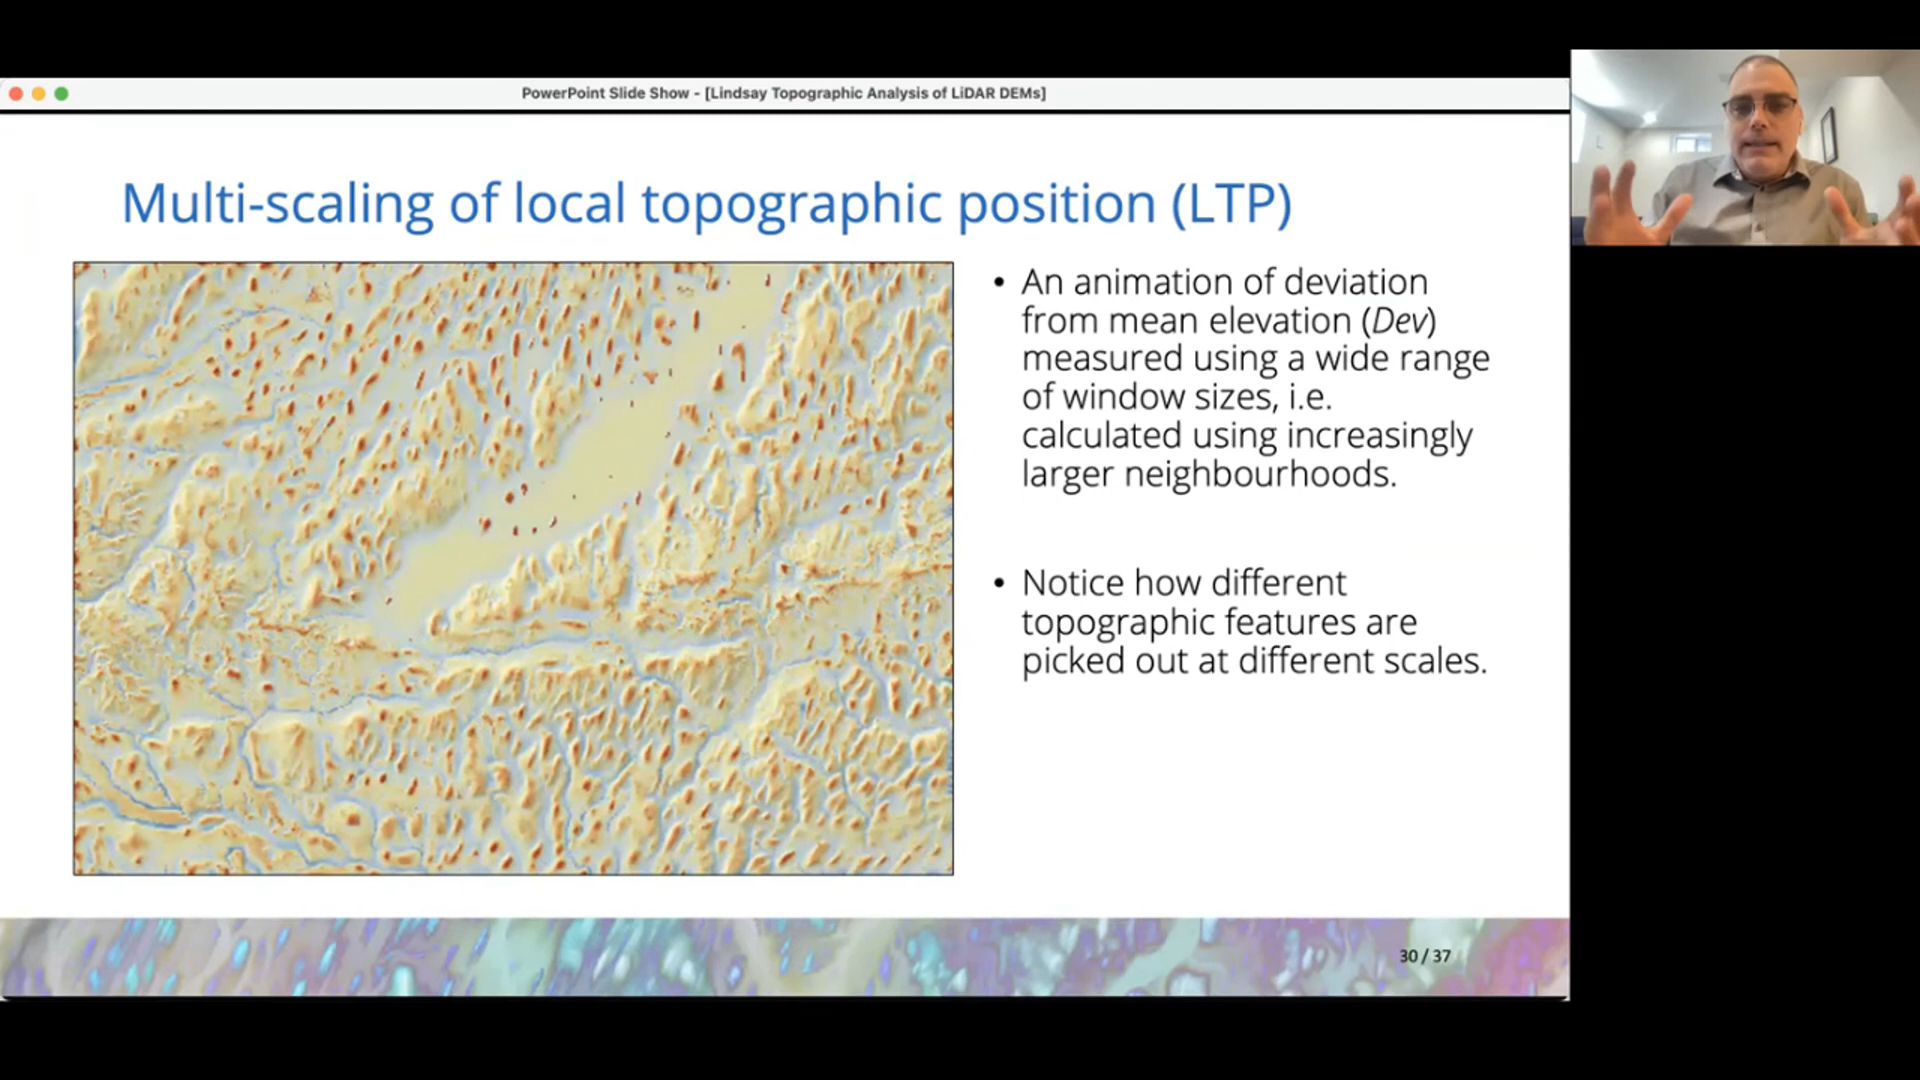 PowerPoint Slide Show - [Lindsay Topographic Analysis of LiDAR DEMs]
Multi-scaling of local topographic position (LTP)
• An animation of deviation
from mean elevation (Dev)
measured using a wide range
of window sizes, i.e.
calculated using increasingly
larger neighbourhoods.
• Notice how different
topographic features are
picked out at different scales.
30 / 37